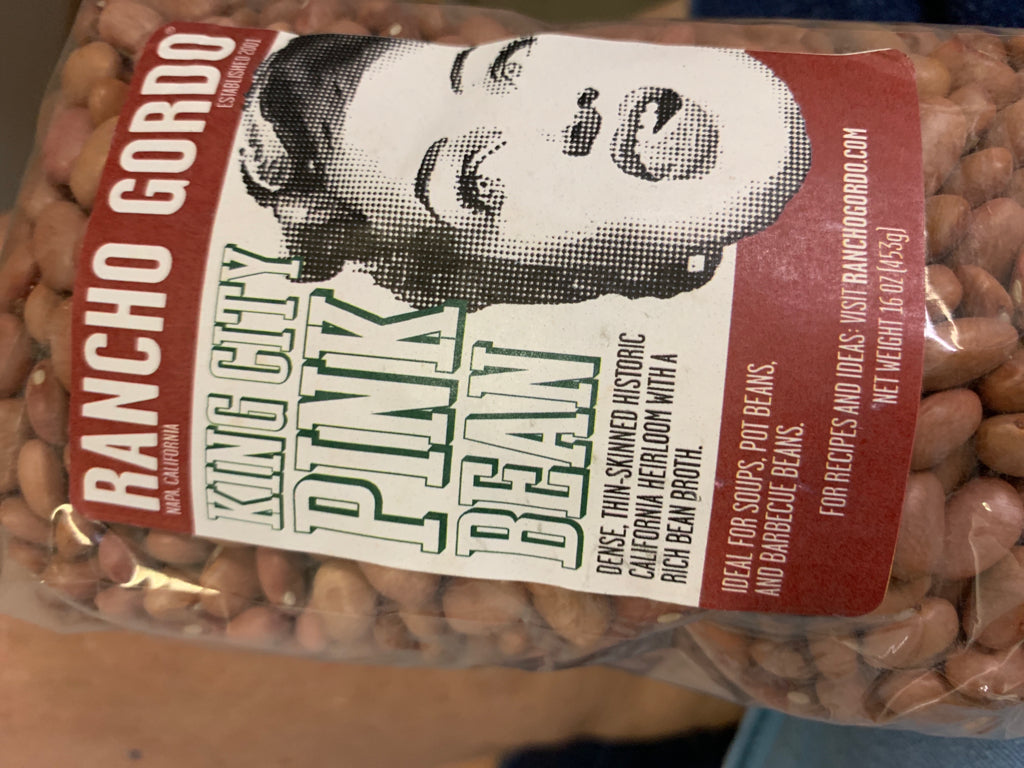 RANCHO GORDO®
NAPA, CALIFORNIA
ESTABLISHED 2001
KING CITY
PINK
BEAN
DENSE, THIN-SKINNED HISTORIC
CALIFORNIA HEIRLOOM WITH A
RICH BEAN BROTH.
IDEAL FOR SOUPS, POT BEANS,
AND BARBECUE BEANS.
FOR RECIPES AND IDEAS: VISIT RANCHOGORDO.COM
NET WEIGHT 16 OZ (453g)